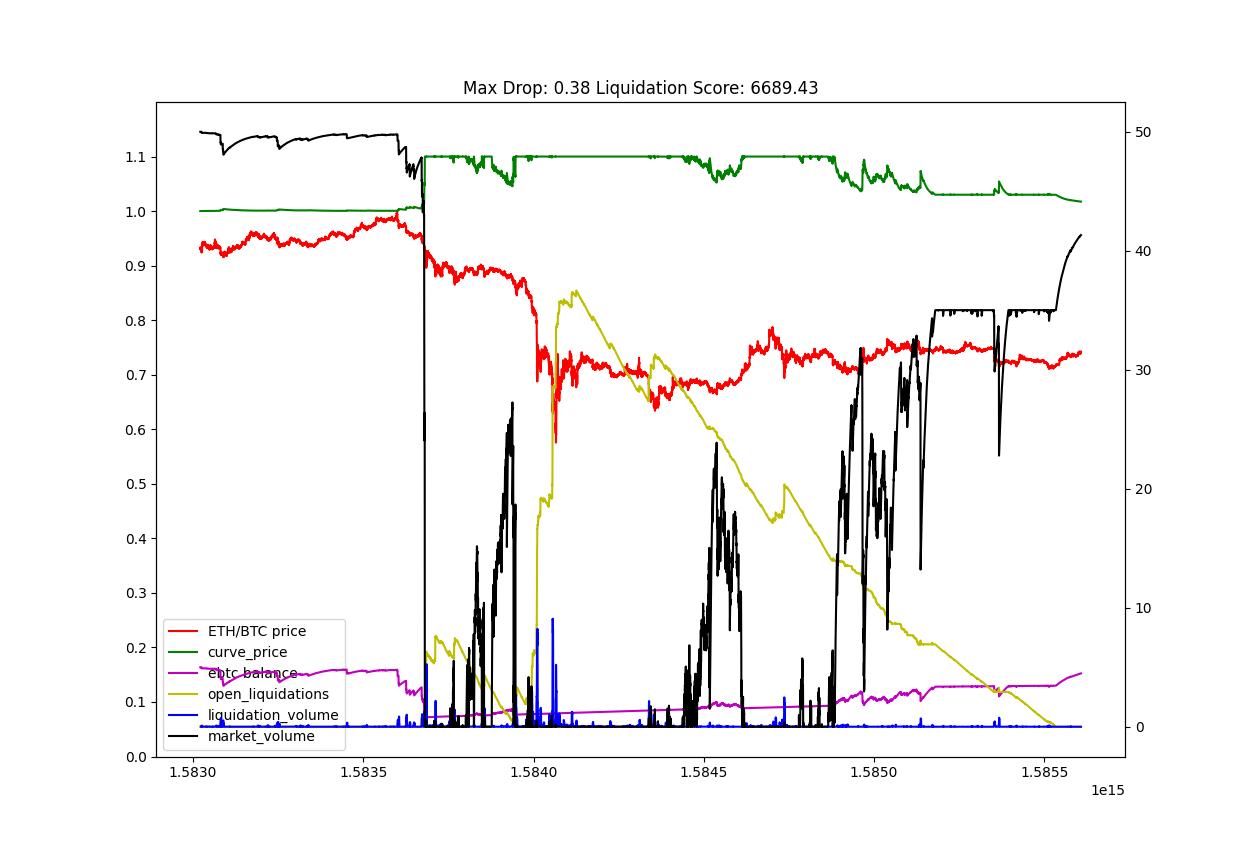 Max Drop: 0.38 Liquidation Score: 6689.43
1.1
1.0
0.9
0.8
0.7
0.6
0.5
0.4
0.3
0.2
0.1
0.0
50
40
30
20
10
0
ETH/BTC price
curve_price
ebtc_balance
open_liquidations
liquidation_volume
market_volume
1.5830 1.5835 1.5840 1.5845 1.5850 1.5855
1e15